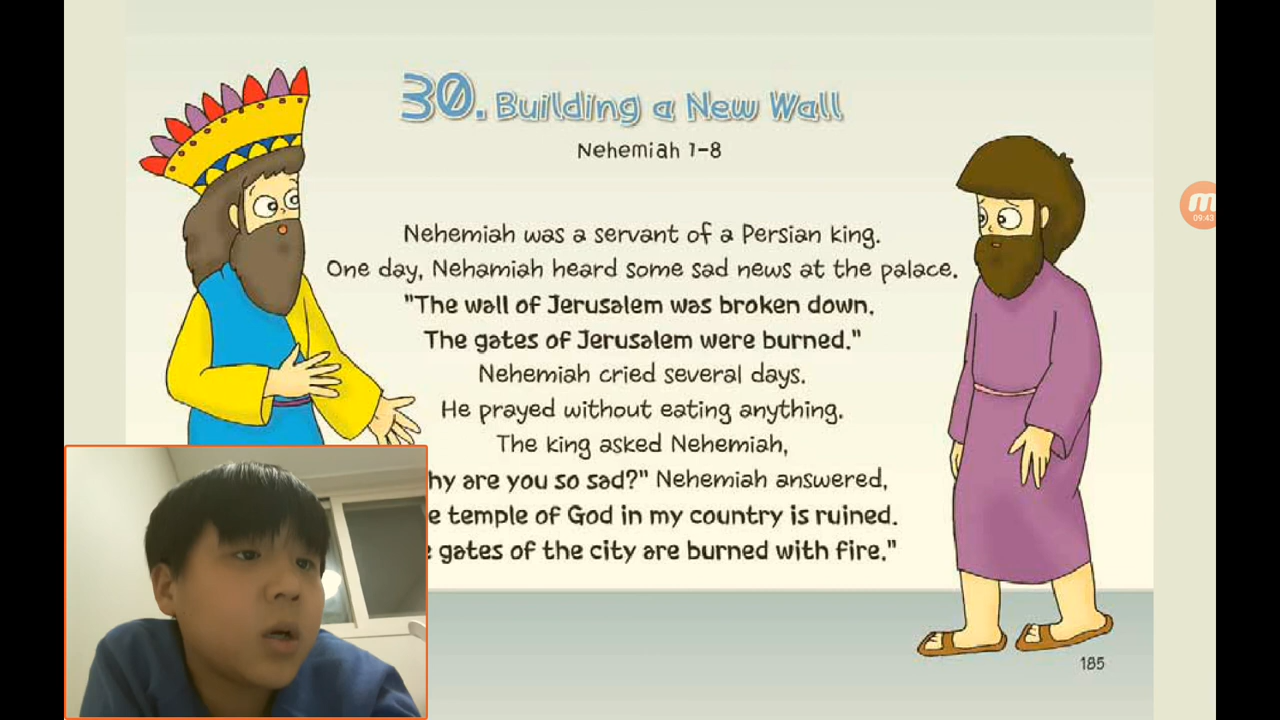 30. Building a New Wall
Nehemiah 1-8
Nehemiah was a servant of a Persian king.
One day, Nehamiah heard some sad news at the palace.
"The wall of Jerusalem was broken down.
The gates of Jerusalem were burned."
Nehemiah cried several days.
He prayed without eating anything.
The king asked Nehemiah,
are you so sad?" Nehemiah answered,
temple of God in my country is ruined.
gates of the city are burned with fire."
185
09:43